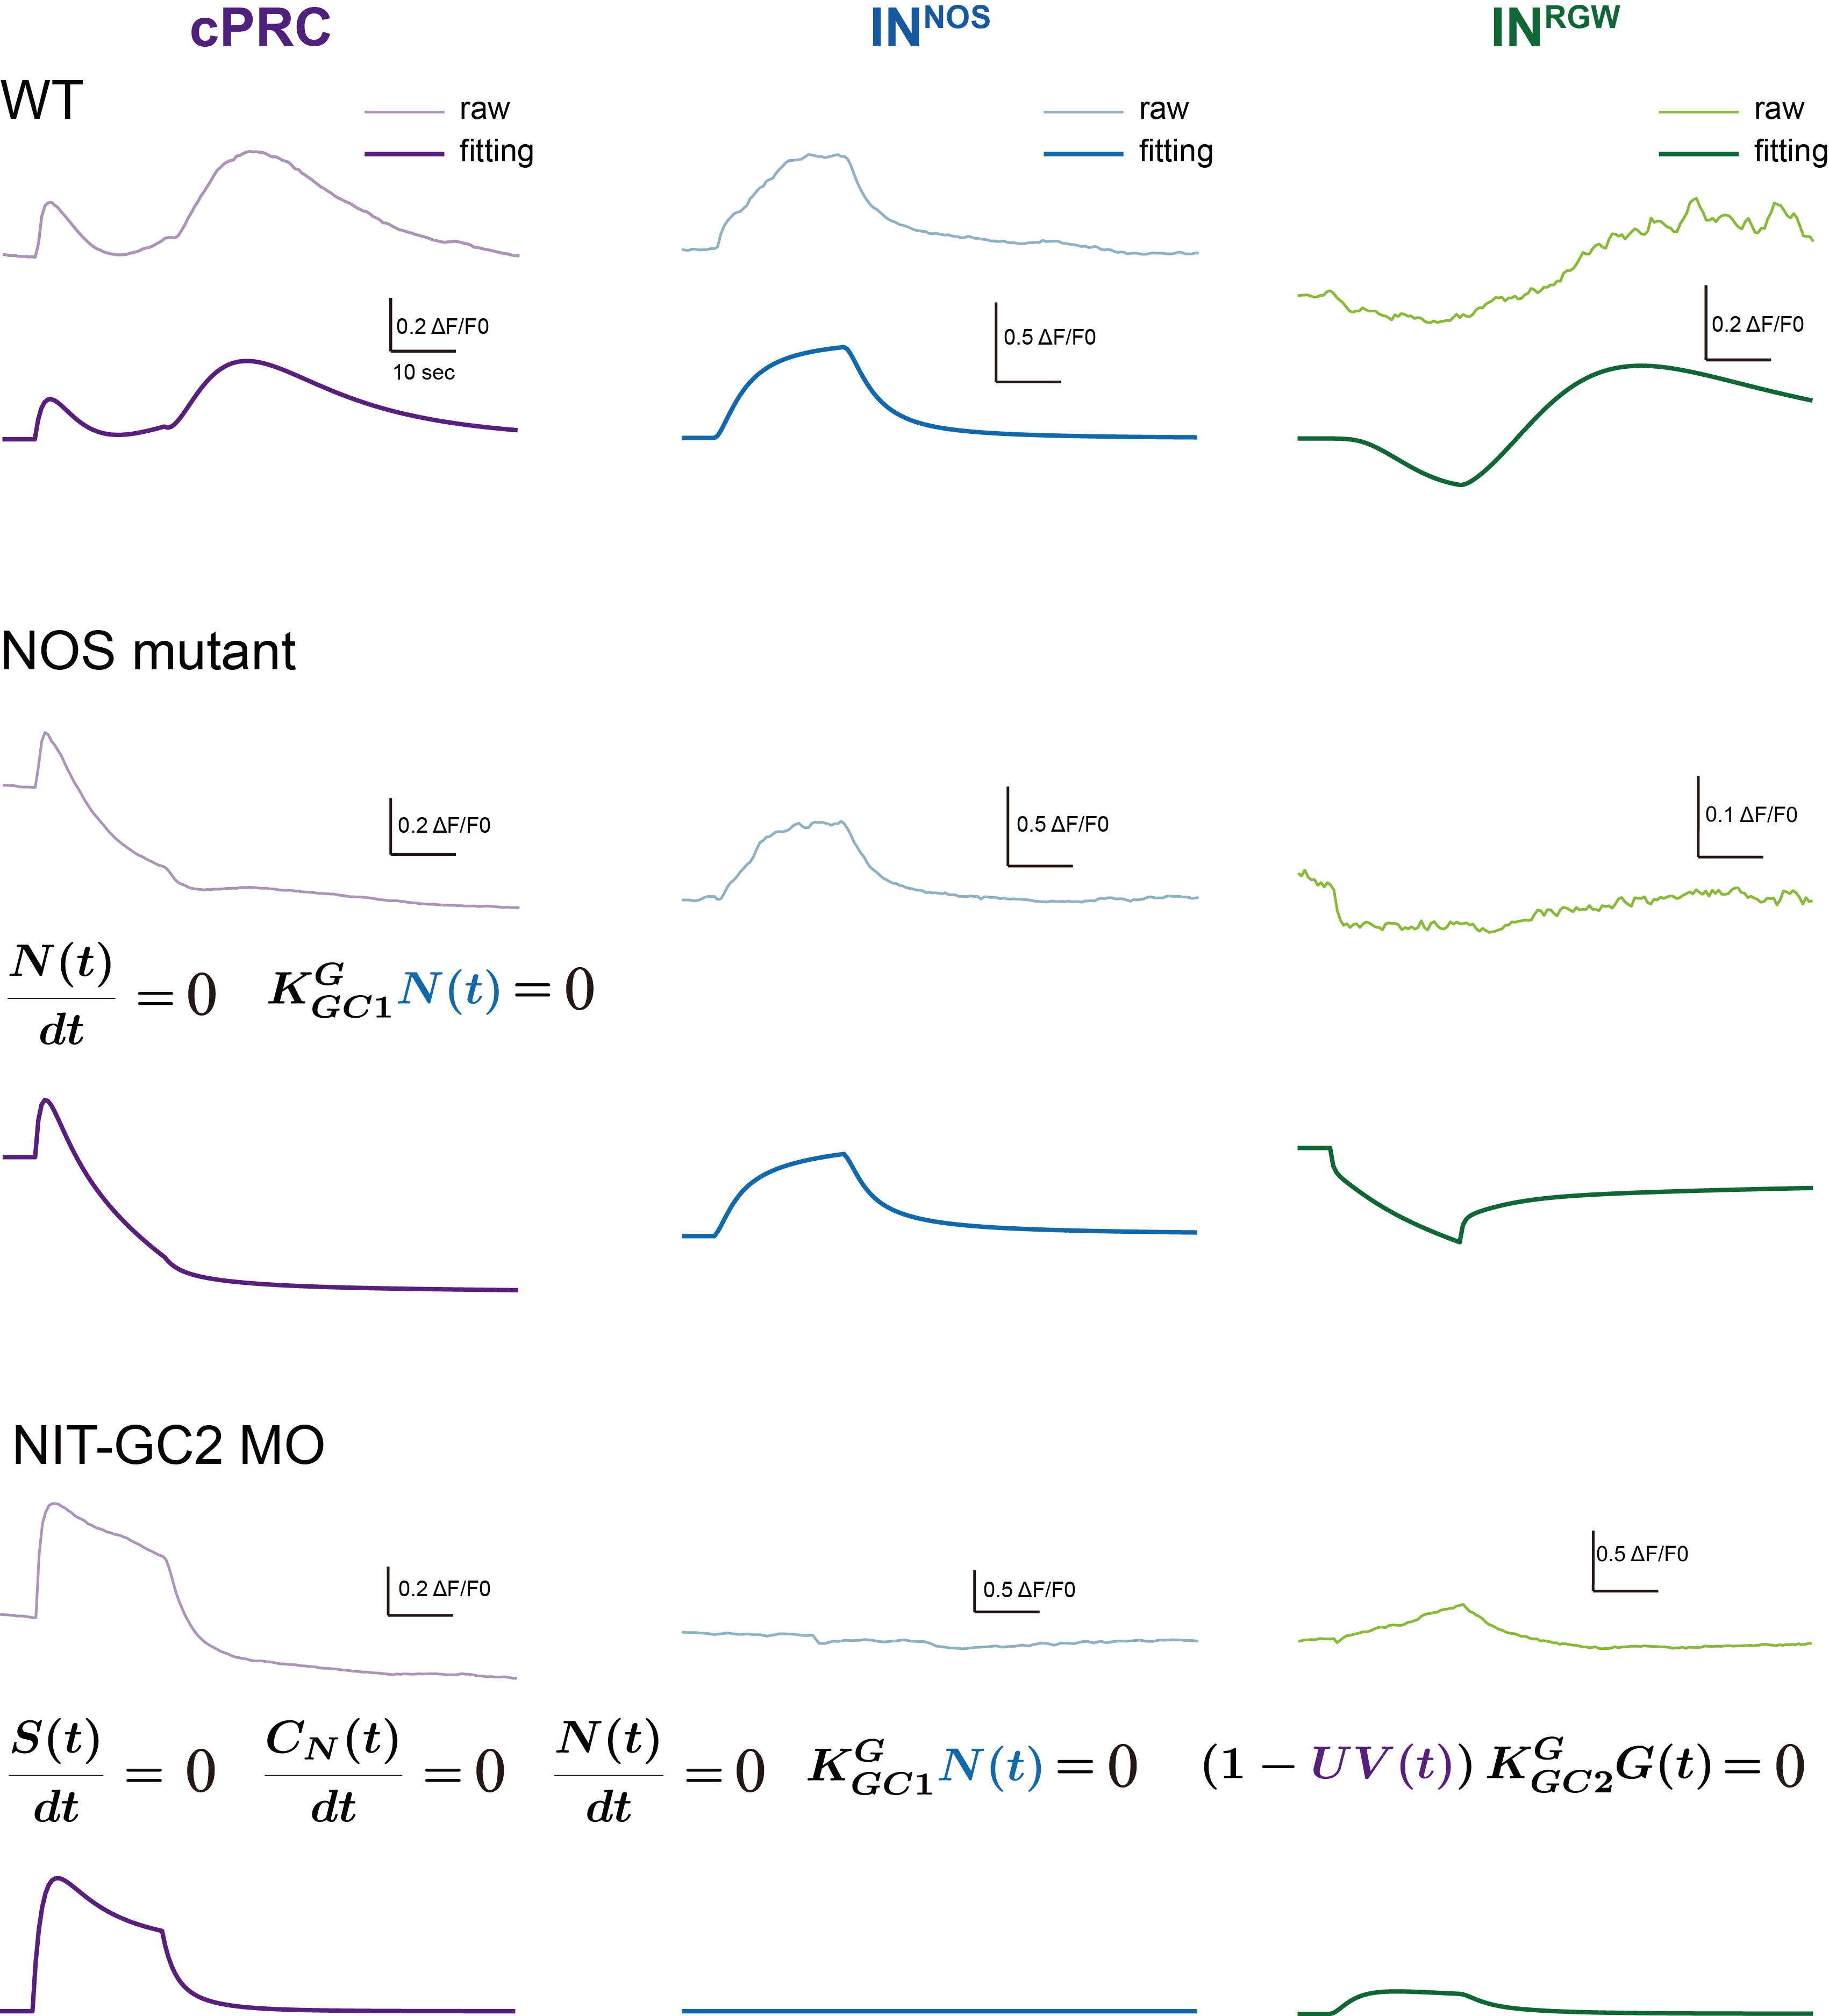 cPRC IN^NOS IN^RGW
WT
raw raw raw
fitting fitting fitting
0.2 ΔF/F0 0.5 ΔF/F0 0.2 ΔF/F0
10 sec
NOS mutant
0.2 ΔF/F0 0.5 ΔF/F0 0.1 ΔF/F0
N(t)/dt = 0 K^G_GC1 N(t) = 0
NIT-GC2 MO
0.2 ΔF/F0 0.5 ΔF/F0 0.5 ΔF/F0
S(t)/dt = 0 C_N(t)/dt = 0 N(t)/dt = 0 K^G_GC1 N(t) = 0 (1 − UV(t)) K^G_GC2 G(t) = 0